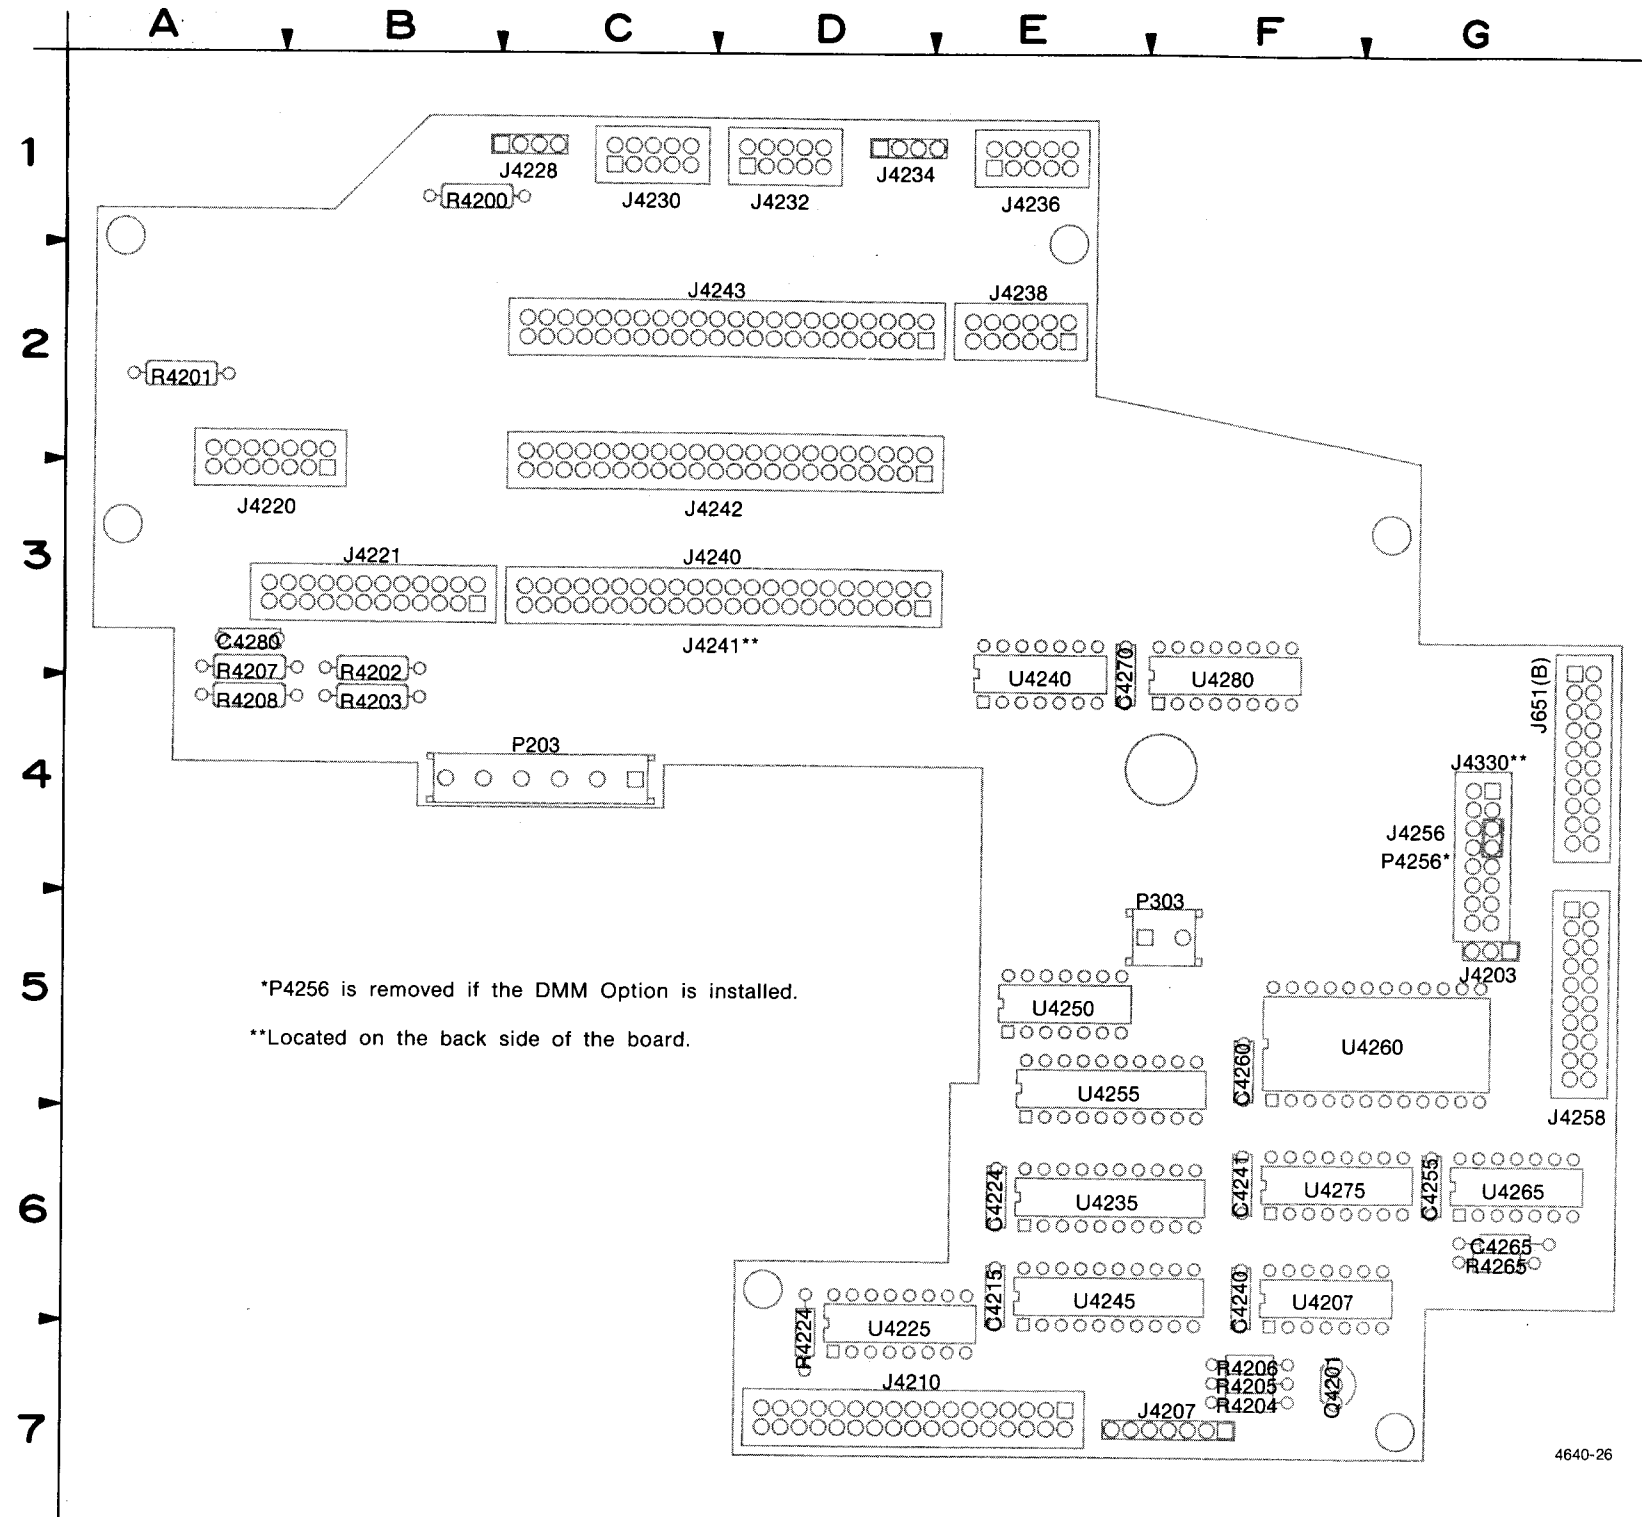 A B C D E F G
1
J4228
J4234
R4200
J4230
J4232
J4236
J4243
J4238
2
R4201
J4220
J4242
3
J4221
J4240
C4280
J4241**
R4207
R4202
U4240
C4270
U4280
R4208
R4203
J651(B)
P203
4
J4330**
J4256
P4256*
P303
J4203
5
*P4256 is removed if the DMM Option is installed.
**Located on the back side of the board.
U4250
U4260
C4260
U4255
J4258
6
C4224
U4235
C4241
U4275
C4255
U4265
C4265
R4265
C4215
U4245
C4240
U4207
R4224
U4225
R4206
R4205
R4204
Q4201
J4210
J4207
7
4640-26